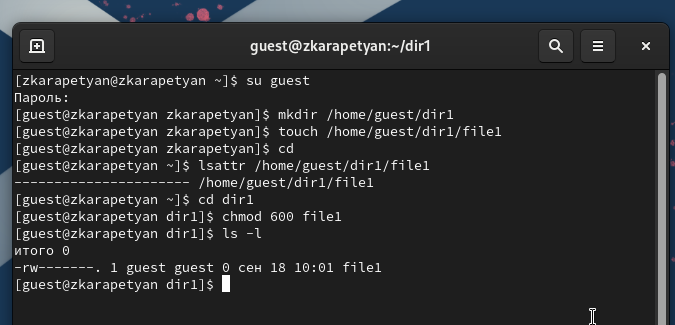 guest@zkarapetyan:~/dir1
[zkarapetyan@zkarapetyan ~]$ su guest
Пароль:
[guest@zkarapetyan zkarapetyan]$ mkdir /home/guest/dir1
[guest@zkarapetyan zkarapetyan]$ touch /home/guest/dir1/file1
[guest@zkarapetyan zkarapetyan]$ cd
[guest@zkarapetyan ~]$ lsattr /home/guest/dir1/file1
---------------------- /home/guest/dir1/file1
[guest@zkarapetyan ~]$ cd dir1
[guest@zkarapetyan dir1]$ chmod 600 file1
[guest@zkarapetyan dir1]$ ls -l
итого 0
-rw-------. 1 guest guest 0 сен 18 10:01 file1
[guest@zkarapetyan dir1]$